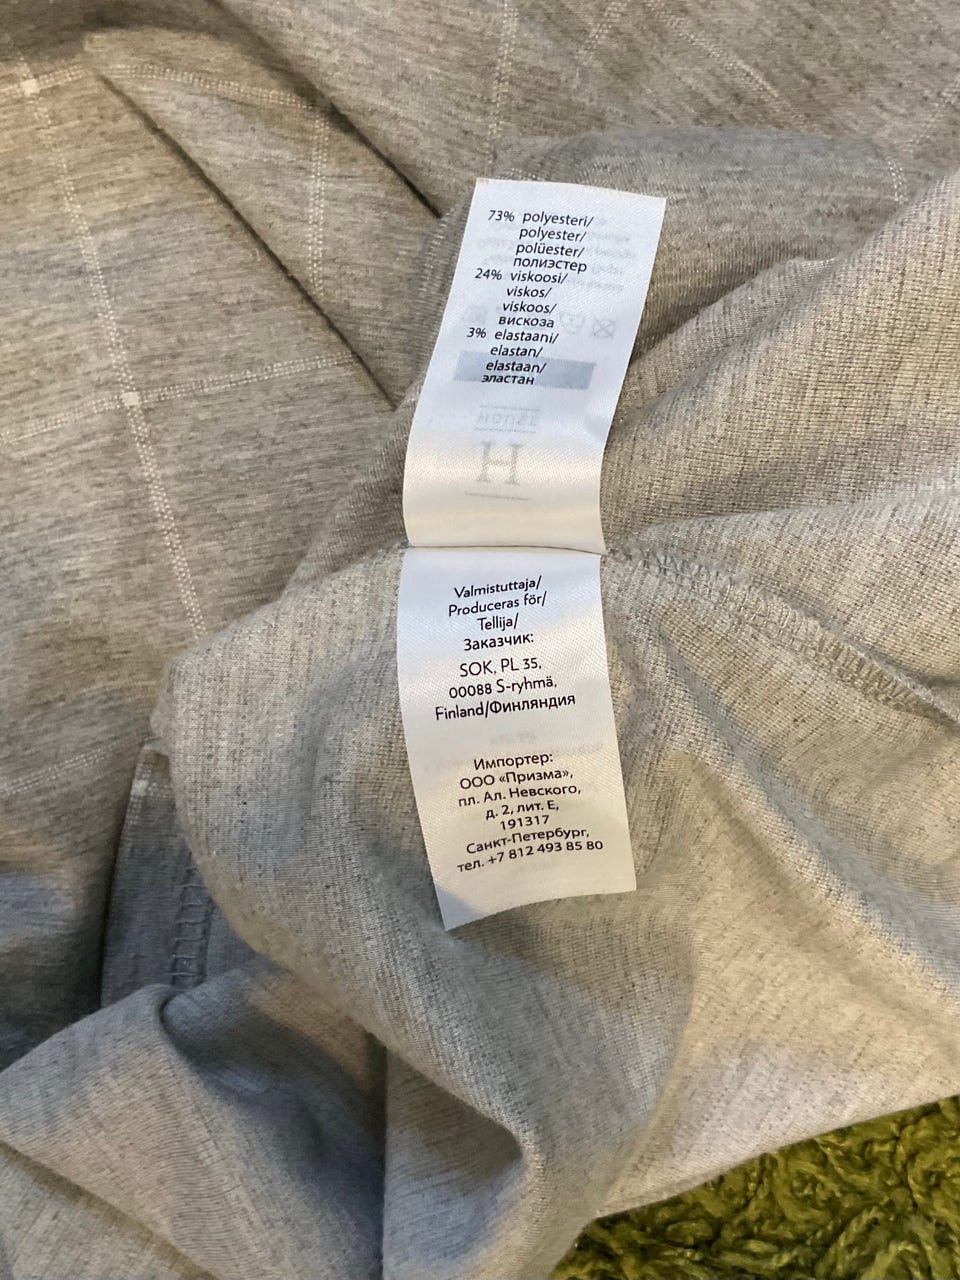 73% polyesteri/
polyester/
polüester/
полиэстер
24% viskoosi/
viskos/
viskoos/
вискоза
3% elastaani/
elastan/
elastaan/
эластан
HOUSE
H
Valmistuttaja/
Produceras för/
Tellija/
Заказчик:
SOK, PL 35,
00088 S-ryhmä,
Finland/Финляндия
Импортер:
ООО «Призма»,
пл. Ал. Невского,
д. 2, лит. Е,
191317
Санкт-Петербург,
тел. +7 812 493 85 80